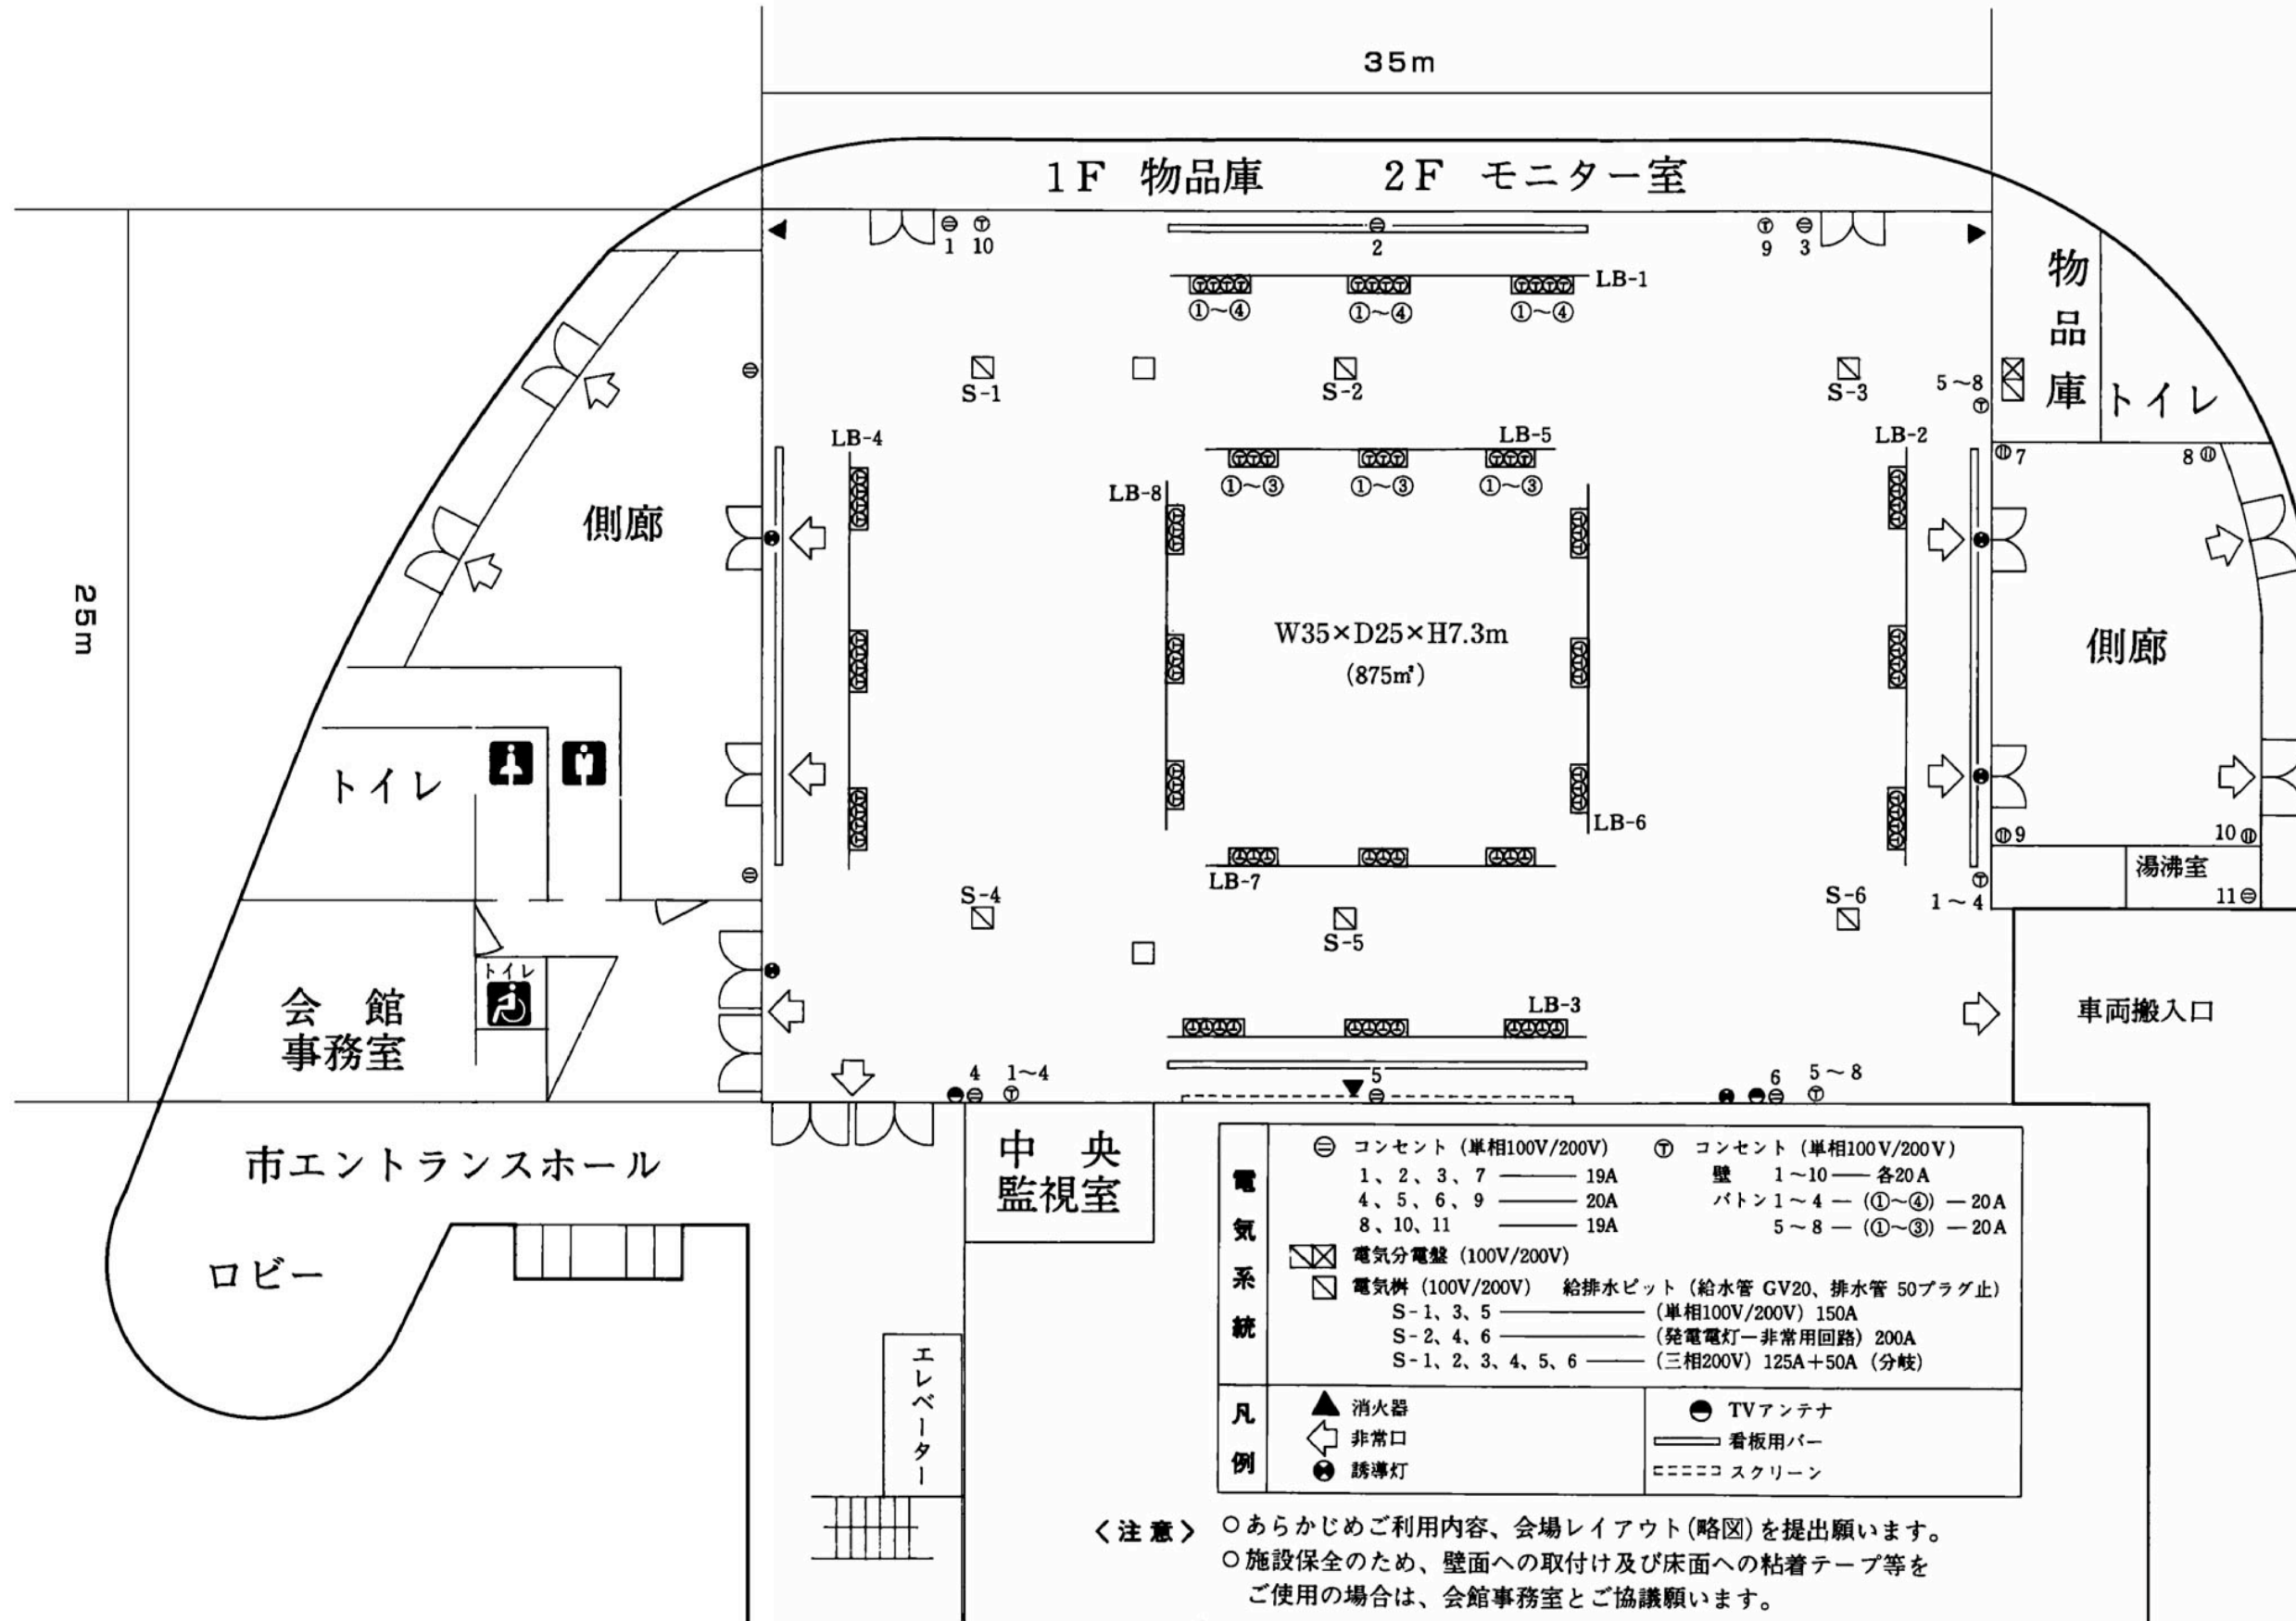 35m
1F 物品庫 2F モニター室
1 10
2
9 3
LB-1
①～④ ①～④ ①～④
物品庫
トイレ
S-1
S-2
S-3
5～8
LB-4
LB-5
LB-2
7
8
①～③ ①～③ ①～③
LB-8
側廊
25m
W35×D25×H7.3m
(875㎡)
側廊
トイレ
LB-6
9
10
LB-7
湯沸室
11
S-4
S-5
S-6
1～4
トイレ
会館
事務室
LB-3
車両搬入口
4 1～4
5
6 5～8
市エントランスホール
ロビー
中央
監視室
エレベーター
電気系統
コンセント (単相100V/200V)
1、2、3、7 ─── 19A
4、5、6、9 ─── 20A
8、10、11 ─── 19A
Ⓣ コンセント (単相100V/200V)
壁 1～10 ── 各20A
バトン 1～4 ― (①～④) ― 20A
5～8 ― (①～③) ― 20A
電気分電盤 (100V/200V)
電気桝 (100V/200V) 給排水ピット (給水管 GV20、排水管 50プラグ止)
S-1、3、5 ───── (単相100V/200V) 150A
S-2、4、6 ───── (発電電灯―非常用回路) 200A
S-1、2、3、4、5、6 ── (三相200V) 125A+50A (分岐)
凡例
消火器
非常口
誘導灯
TVアンテナ
看板用バー
スクリーン
〈注意〉 ○あらかじめご利用内容、会場レイアウト(略図)を提出願います。
○施設保全のため、壁面への取付け及び床面への粘着テープ等を
ご使用の場合は、会館事務室とご協議願います。